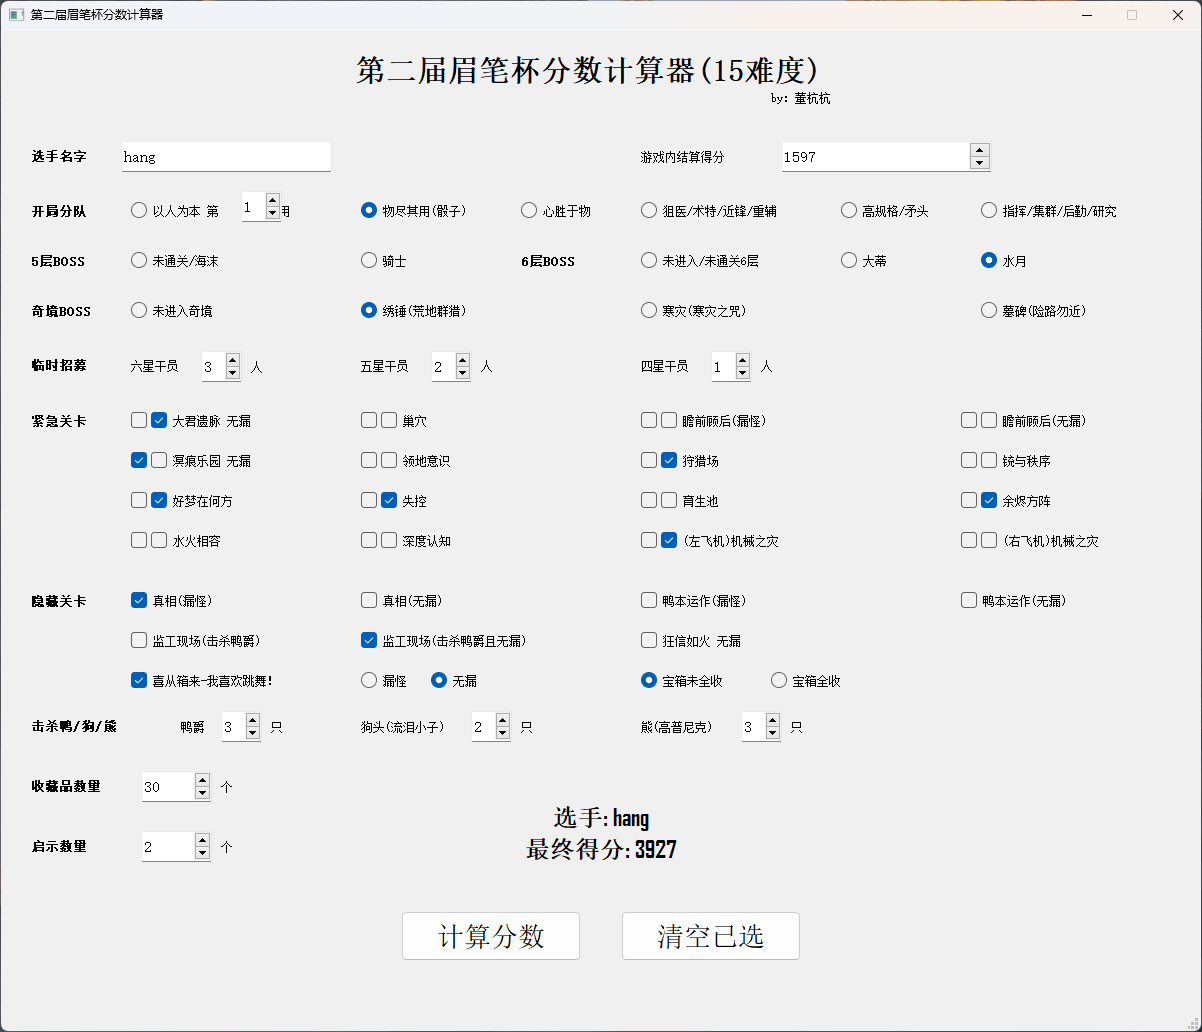 第二届眉笔杯分数计算器
第二届眉笔杯分数计算器(15难度)
by: 董杭杭
选手名字 hang 游戏内结算得分 1597
开局分队 以人为本 第 1 用 物尽其用(骰子) 心胜于物 狙医/术特/近锋/重辅 高规格/矛头 指挥/集群/后勤/研究
5层BOSS 未通关/海沫 骑士 6层BOSS 未进入/未通关6层 大蒂 水月
奇境BOSS 未进入奇境 绣锤(荒地群猎) 寒灾(寒灾之咒) 墓碑(险路勿近)
临时招募 六星干员 3 人 五星干员 2 人 四星干员 1 人
紧急关卡 大君遗脉 无漏 巢穴 瞻前顾后(漏怪) 瞻前顾后(无漏)
溟痕乐园 无漏 领地意识 狩猎场 锈与秩序
好梦在何方 失控 育生池 余烬方阵
水火相容 深度认知 (左飞机)机械之灾 (右飞机)机械之灾
隐藏关卡 真相(漏怪) 真相(无漏) 鸭本运作(漏怪) 鸭本运作(无漏)
监工现场(击杀鸭爵) 监工现场(击杀鸭爵且无漏) 狂信如火 无漏
喜从箱来-我喜欢跳舞! 漏怪 无漏 宝箱未全收 宝箱全收
击杀鸭/狗/熊 鸭爵 3 只 狗头(流泪小子) 2 只 熊(高普尼克) 3 只
收藏品数量 30 个
选手: hang
启示数量 2 个
最终得分: 3927
计算分数 清空已选